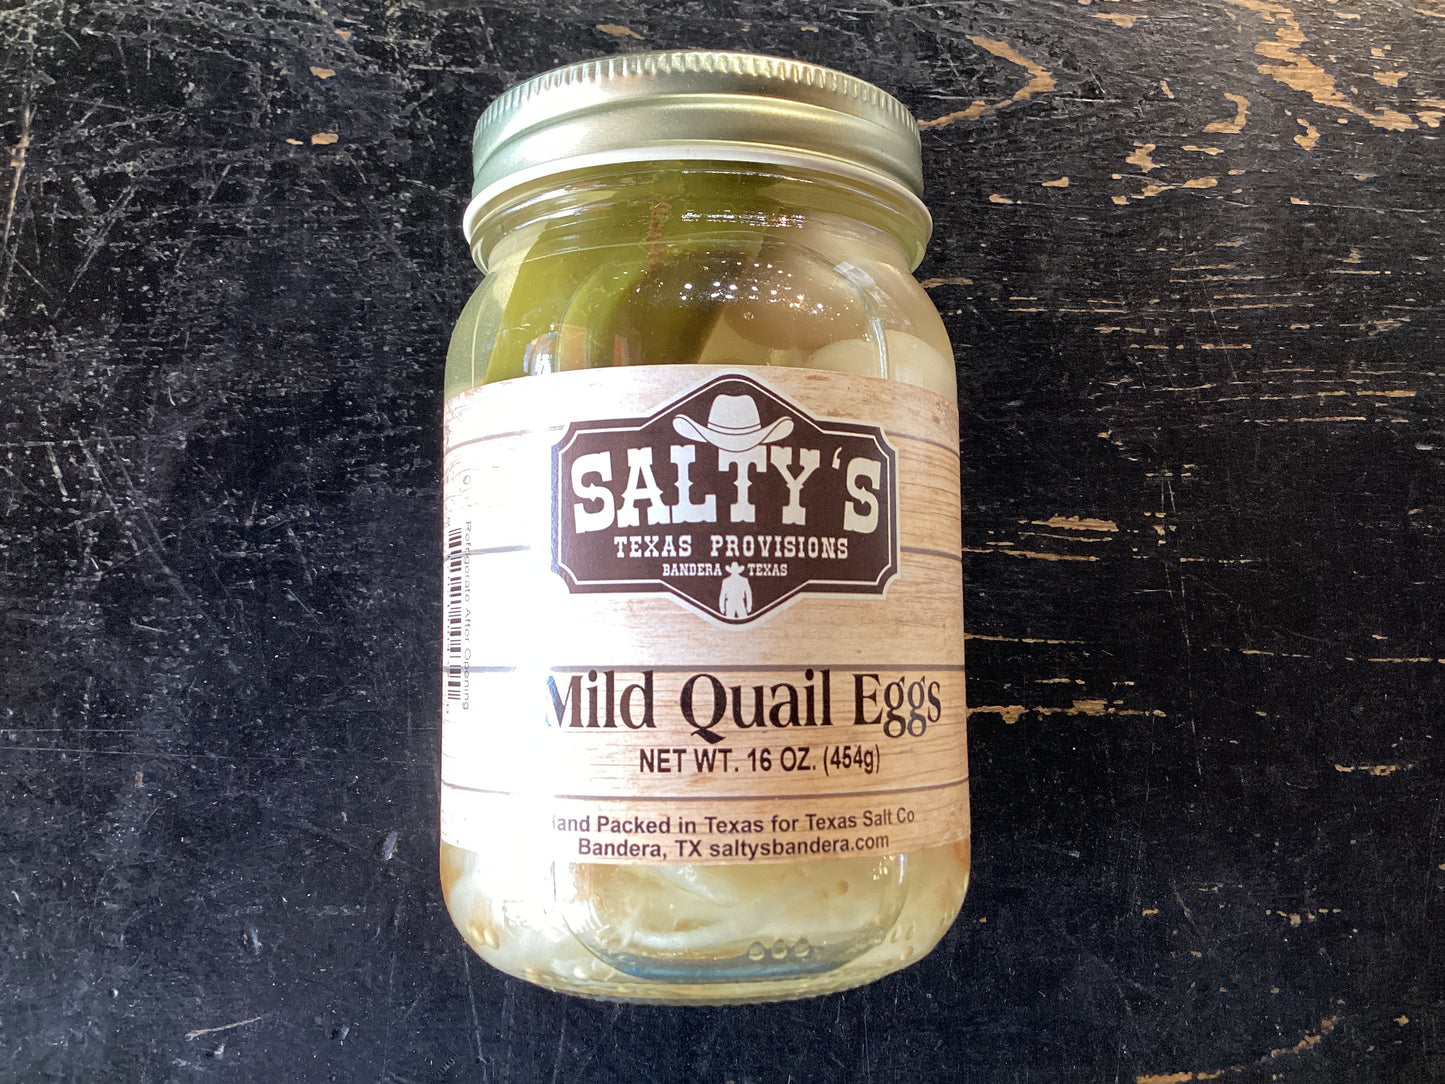 SALTY'S
TEXAS PROVISIONS
BANDERA TEXAS
Mild Quail Eggs
NET WT. 16 OZ. (454g)
Packed in Texas for Texas Salt Co
Bandera, TX saltysbandera.com
Refrigerate After Opening